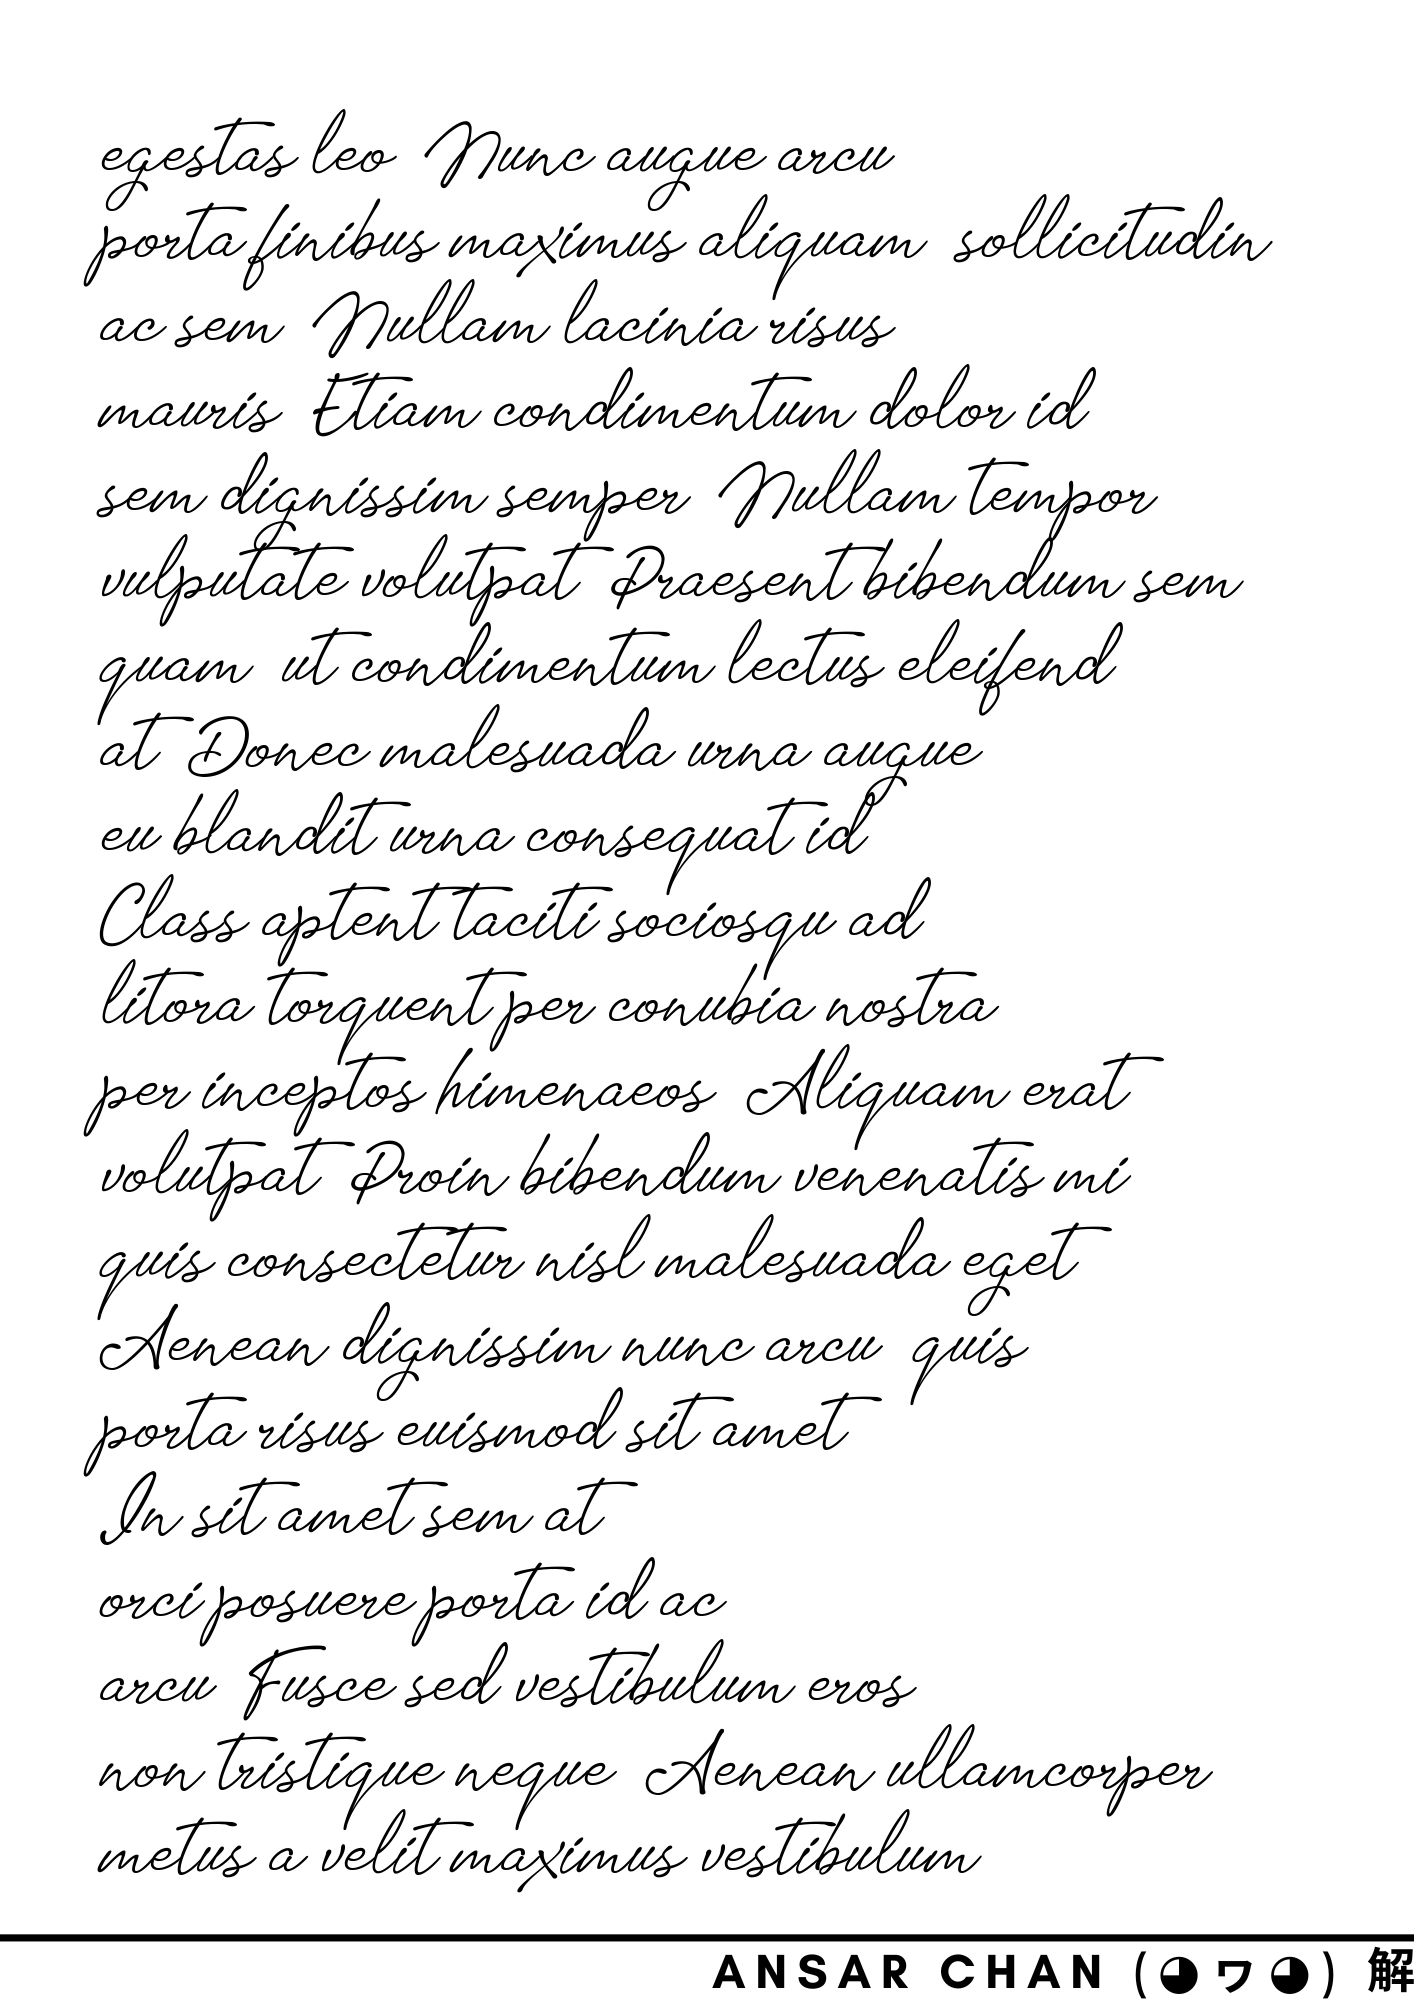 egestas leo Nunc augue arcu
porta finibus maximus aliquam sollicitudin
ac sem Nullam lacinia risus
mauris Etiam condimentum dolor id
sem dignissim semper Nullam tempor
vulputate volutpat Praesent bibendum sem
quam ut condimentum lectus eleifend
at Donec malesuada urna augue
eu blandit urna consequat id
Class aptent taciti sociosqu ad
litora torquent per conubia nostra
per inceptos himenaeos Aliquam erat
volutpat Proin bibendum venenatis mi
quis consectetur nisl malesuada eget
Aenean dignissim nunc arcu quis
porta risus euismod sit amet
In sit amet sem at
orci posuere porta id ac
arcu Fusce sed vestibulum eros
non tristique neque Aenean ullamcorper
metus a velit maximus vestibulum
ANSAR CHAN (◕ヮ◕) 解